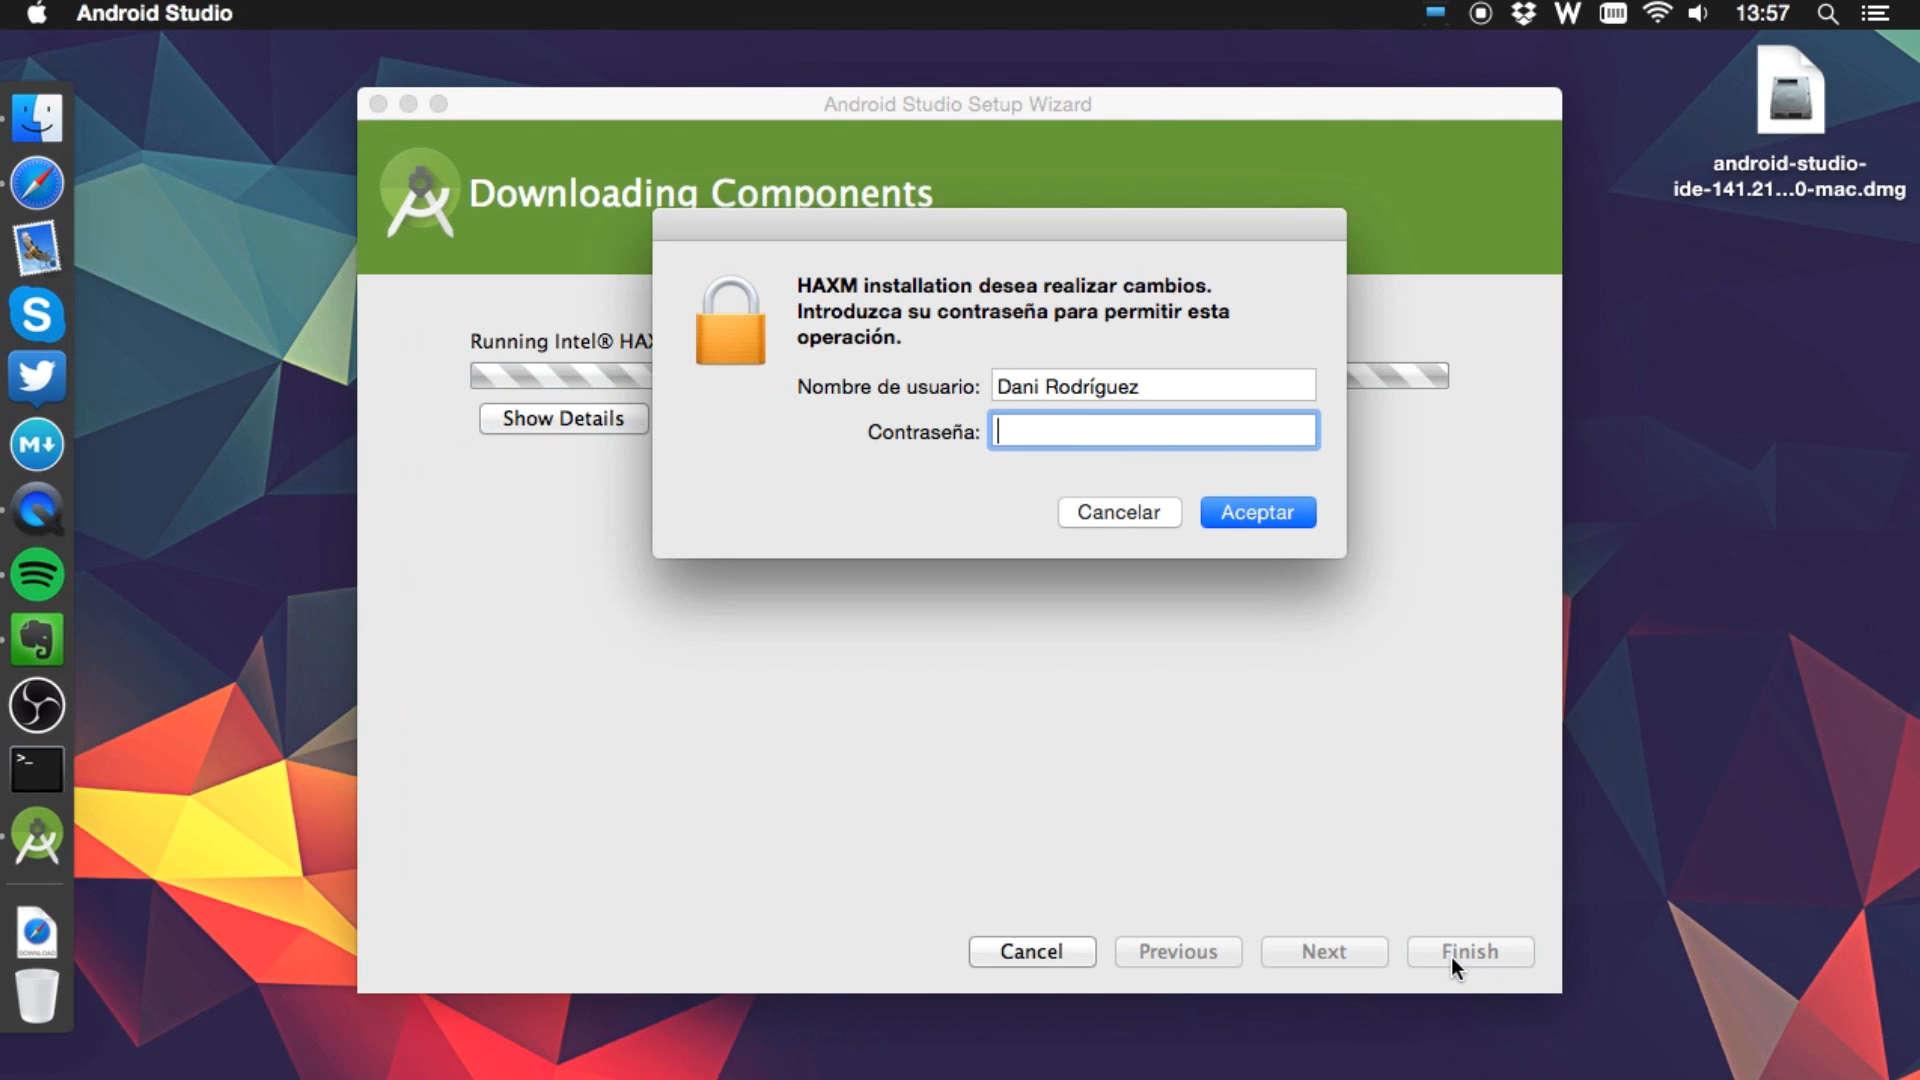 Android Studio
13:57
Android Studio Setup Wizard
Downloading Components
android-studio-
ide-141.21...0-mac.dmg
HAXM installation desea realizar cambios.
Introduzca su contraseña para permitir esta
operación.
Running Intel® HAX
Nombre de usuario: Dani Rodríguez
Show Details
Contraseña:
Cancelar Aceptar
Cancel Previous Next Finish
DOWNLOAD